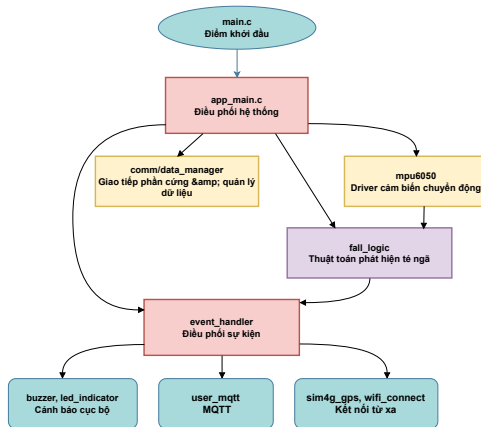 main.c
Điểm khởi đầu
app_main.c
Điều phối hệ thống
comm/data_manager
Giao tiếp phần cứng &amp; quản lý
dữ liệu
mpu6050
Driver cảm biến chuyển động
fall_logic
Thuật toán phát hiện té ngã
event_handler
Điều phối sự kiện
buzzer, led_indicator
Cảnh báo cục bộ
user_mqtt
MQTT
sim4g_gps, wifi_connect
Kết nối từ xa